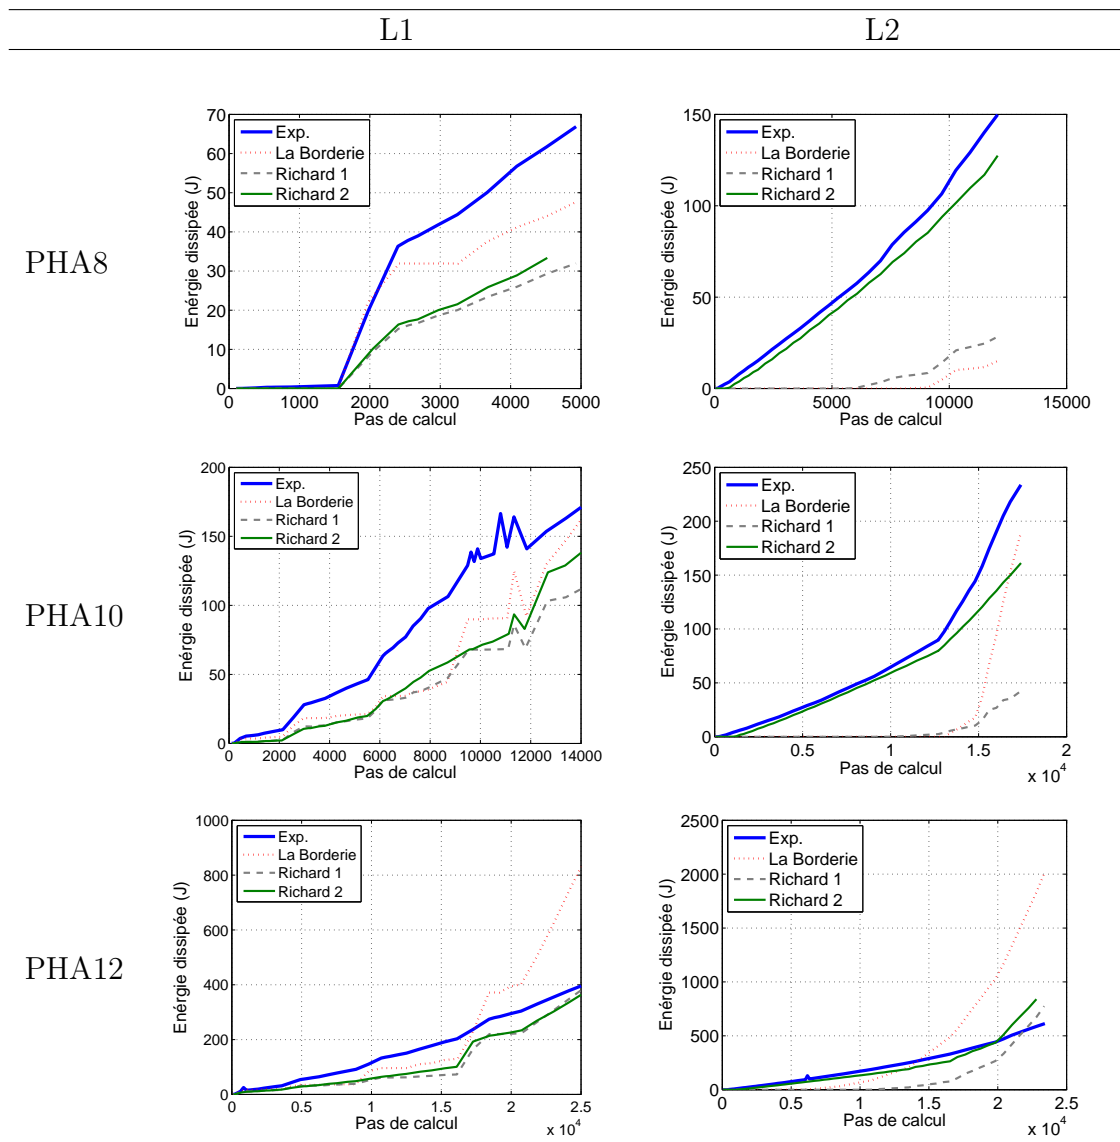 L1 L2
PHA8
Enérgie dissipée (J)
70
60
50
40
30
20
10
0
Exp.
La Borderie
Richard 1
Richard 2
0 1000 2000 3000 4000 5000
Pas de calcul
Enérgie dissipée (J)
150
100
50
0
Exp.
La Borderie
Richard 1
Richard 2
0 5000 10000 15000
Pas de calcul
PHA10
Enérgie dissipée (J)
200
150
100
50
0
Exp.
La Borderie
Richard 1
Richard 2
0 2000 4000 6000 8000 10000 12000 14000
Pas de calcul
Enérgie dissipée (J)
250
200
150
100
50
0
Exp.
La Borderie
Richard 1
Richard 2
0 0.5 1 1.5 2
Pas de calcul
x 10^4
PHA12
Enérgie dissipée (J)
1000
800
600
400
200
0
Exp.
La Borderie
Richard 1
Richard 2
0 0.5 1 1.5 2 2.5
Pas de calcul
x 10^4
Enérgie dissipée (J)
2500
2000
1500
1000
500
0
Exp.
La Borderie
Richard 1
Richard 2
0 0.5 1 1.5 2 2.5
Pas de calcul
x 10^4